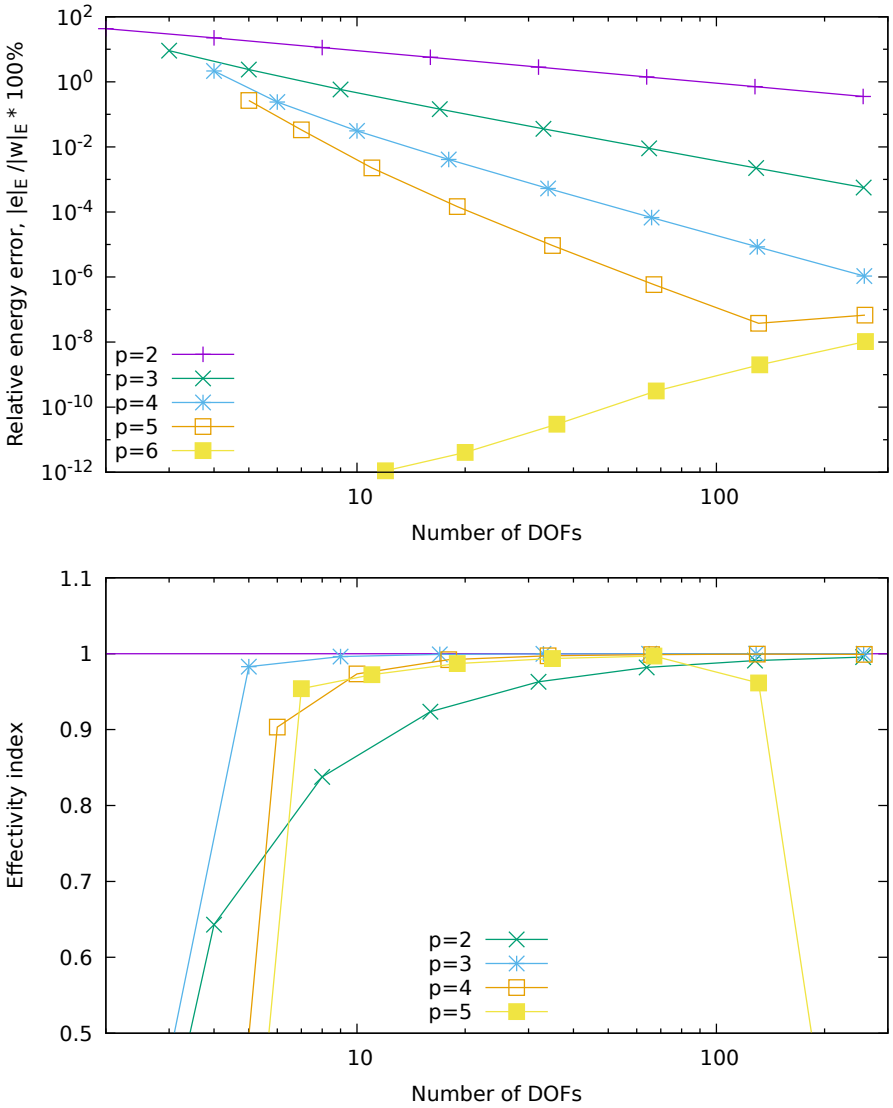 Relative energy error, |e|E /|w|E * 100%
10^2
10^0
10^-2
10^-4
10^-6
10^-8
10^-10
10^-12
p=2
p=3
p=4
p=5
p=6
10
100
Number of DOFs
Effectivity index
1.1
1
0.9
0.8
0.7
0.6
0.5
p=2
p=3
p=4
p=5
10
100
Number of DOFs